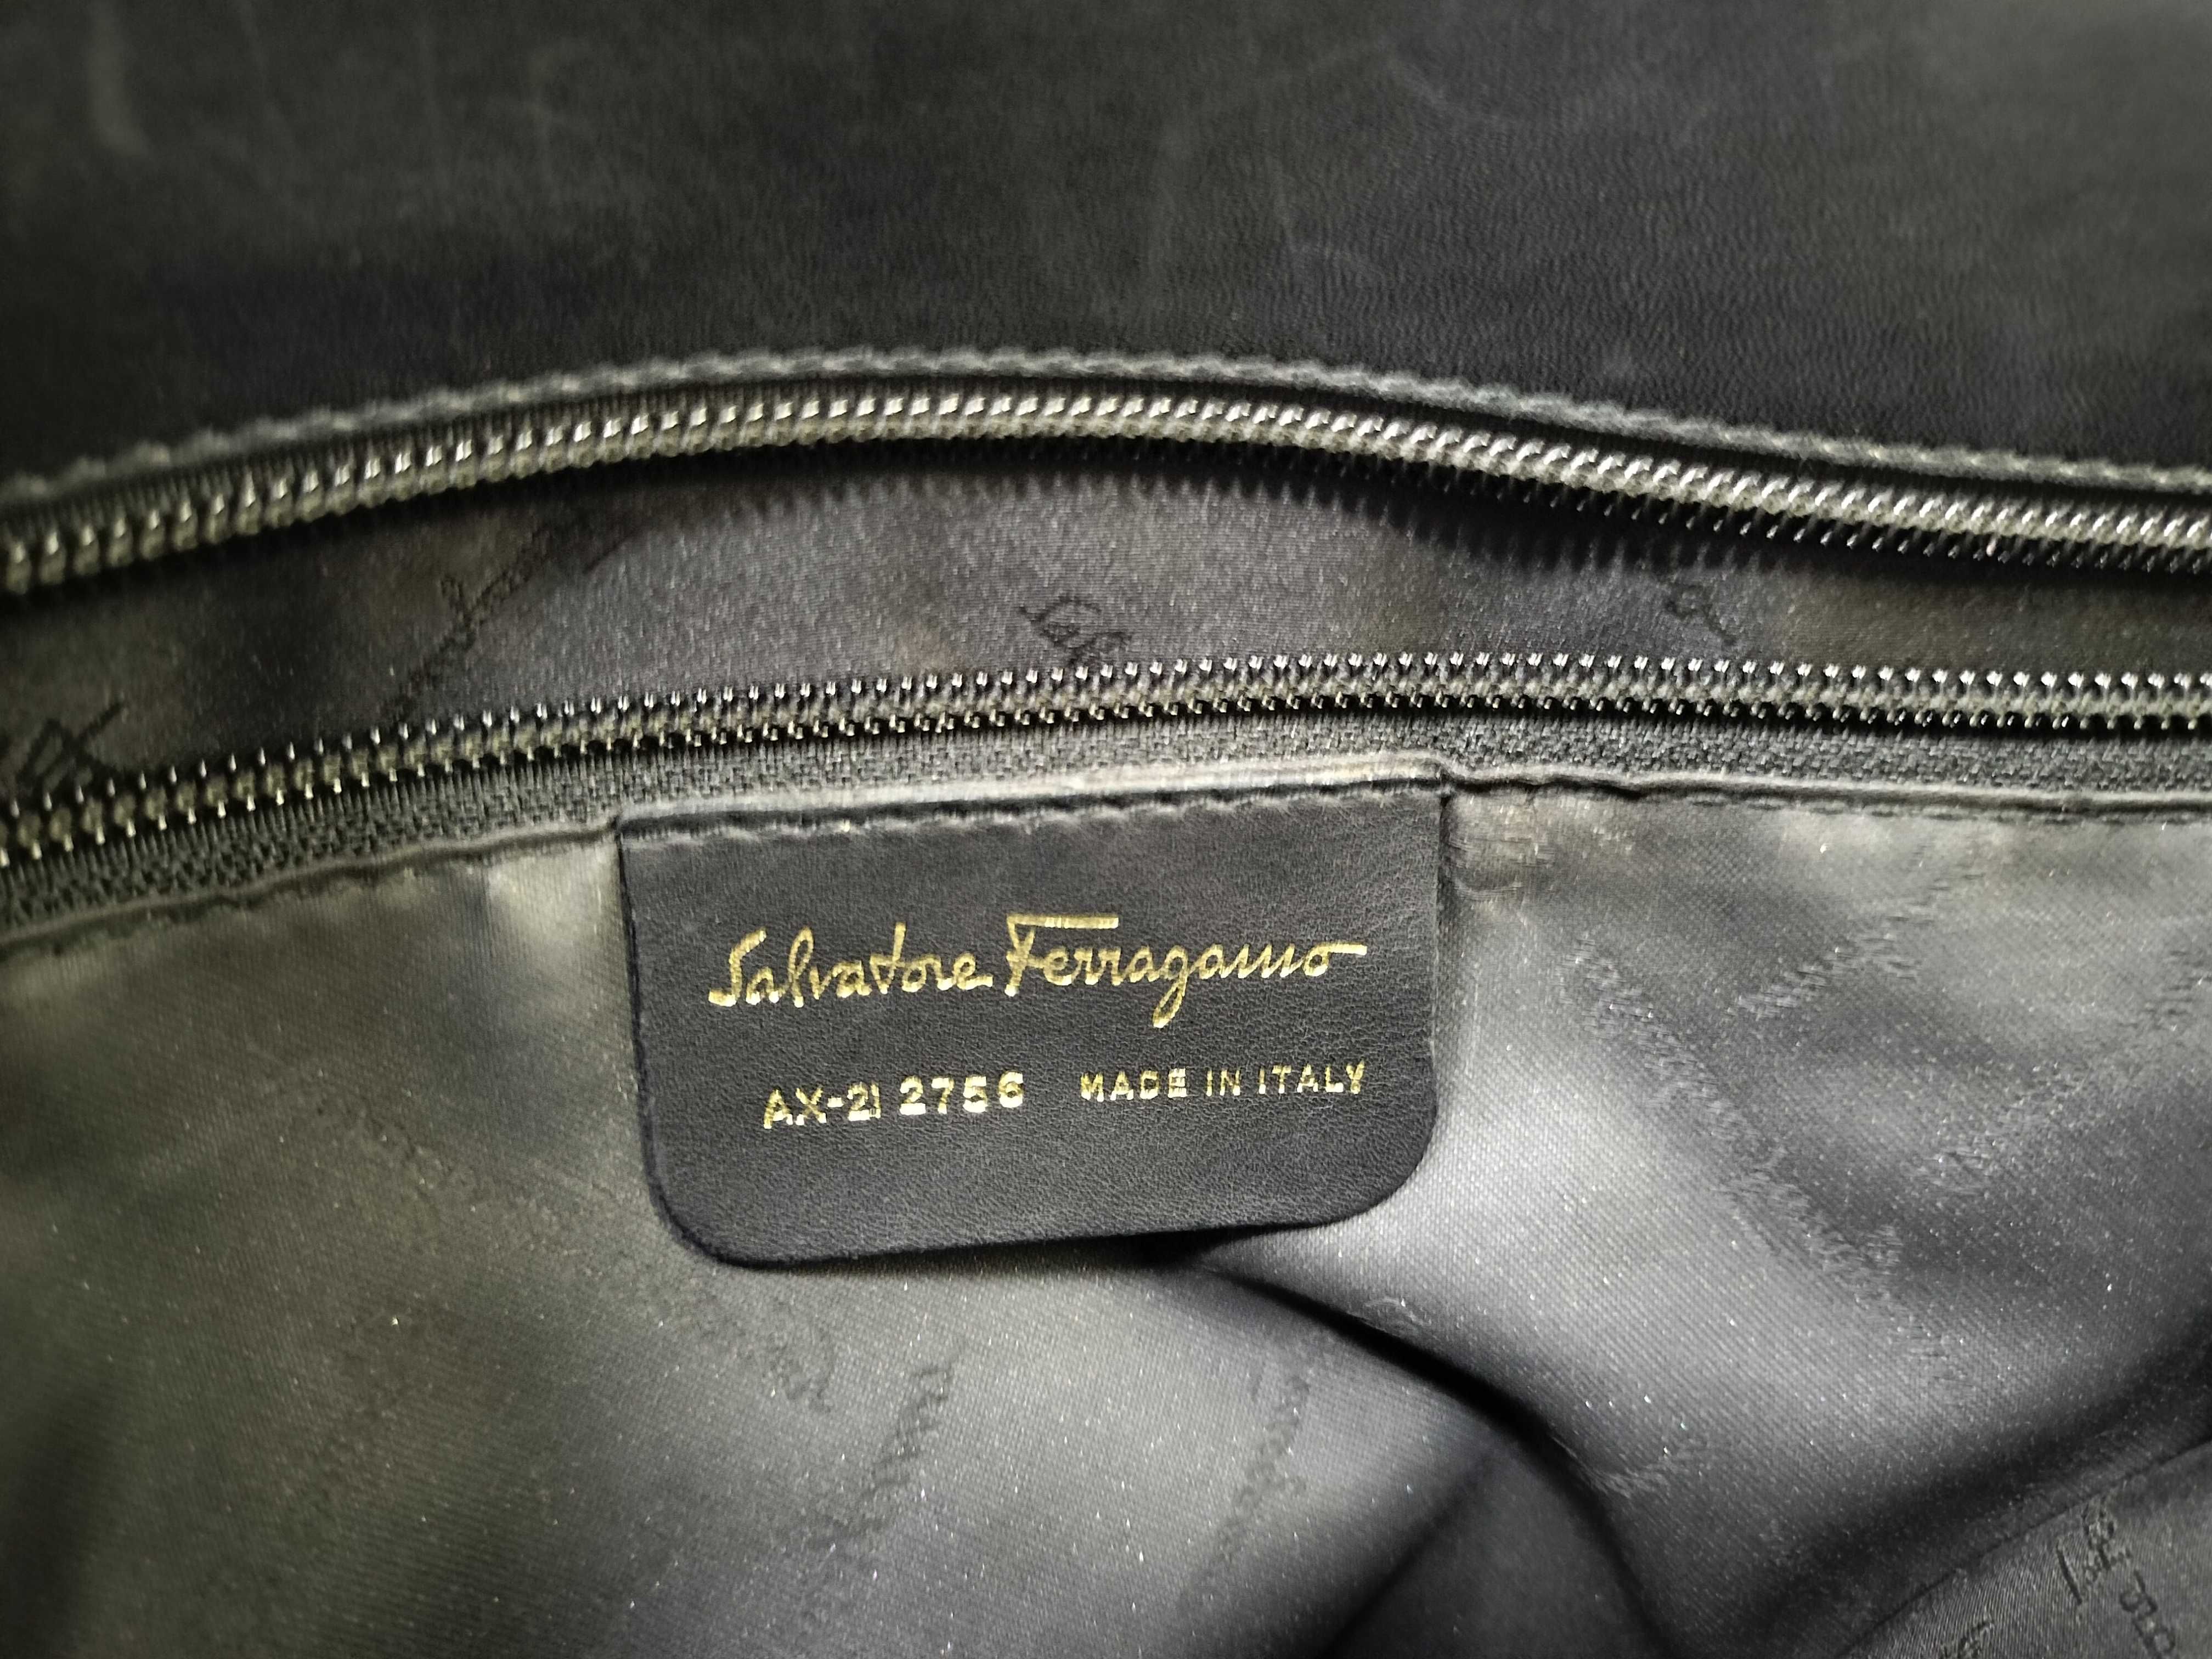 Salvatore Ferragamo
AX-21 2756 MADE IN ITALY